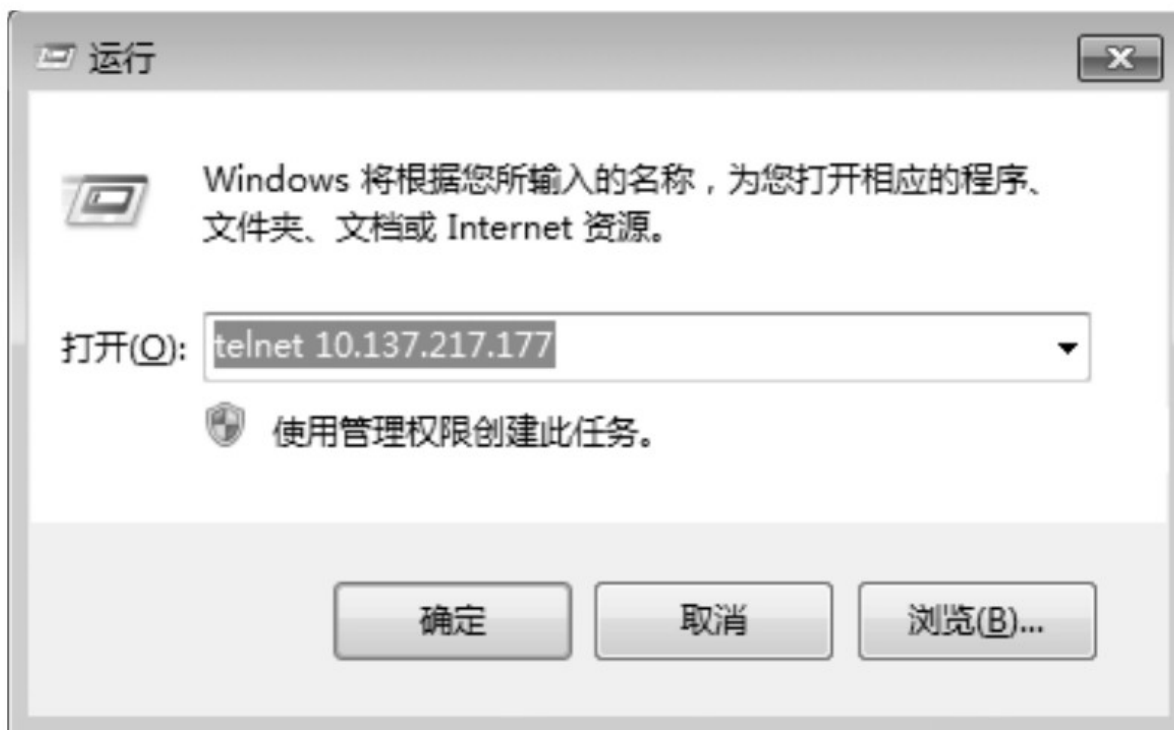 运行
Windows 将根据您所输入的名称，为您打开相应的程序、
文件夹、文档或 Internet 资源。
打开(O): telnet 10.137.217.177
使用管理权限创建此任务。
确定 取消 浏览(B)...